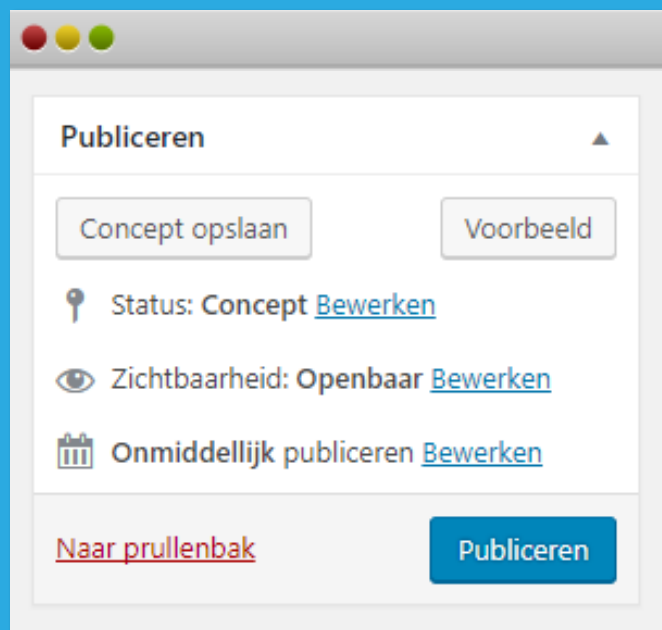 Publiceren
Concept opslaan
Voorbeeld
Status: Concept Bewerken
Zichtbaarheid: Openbaar Bewerken
Onmiddellijk publiceren Bewerken
Naar prullenbak
Publiceren